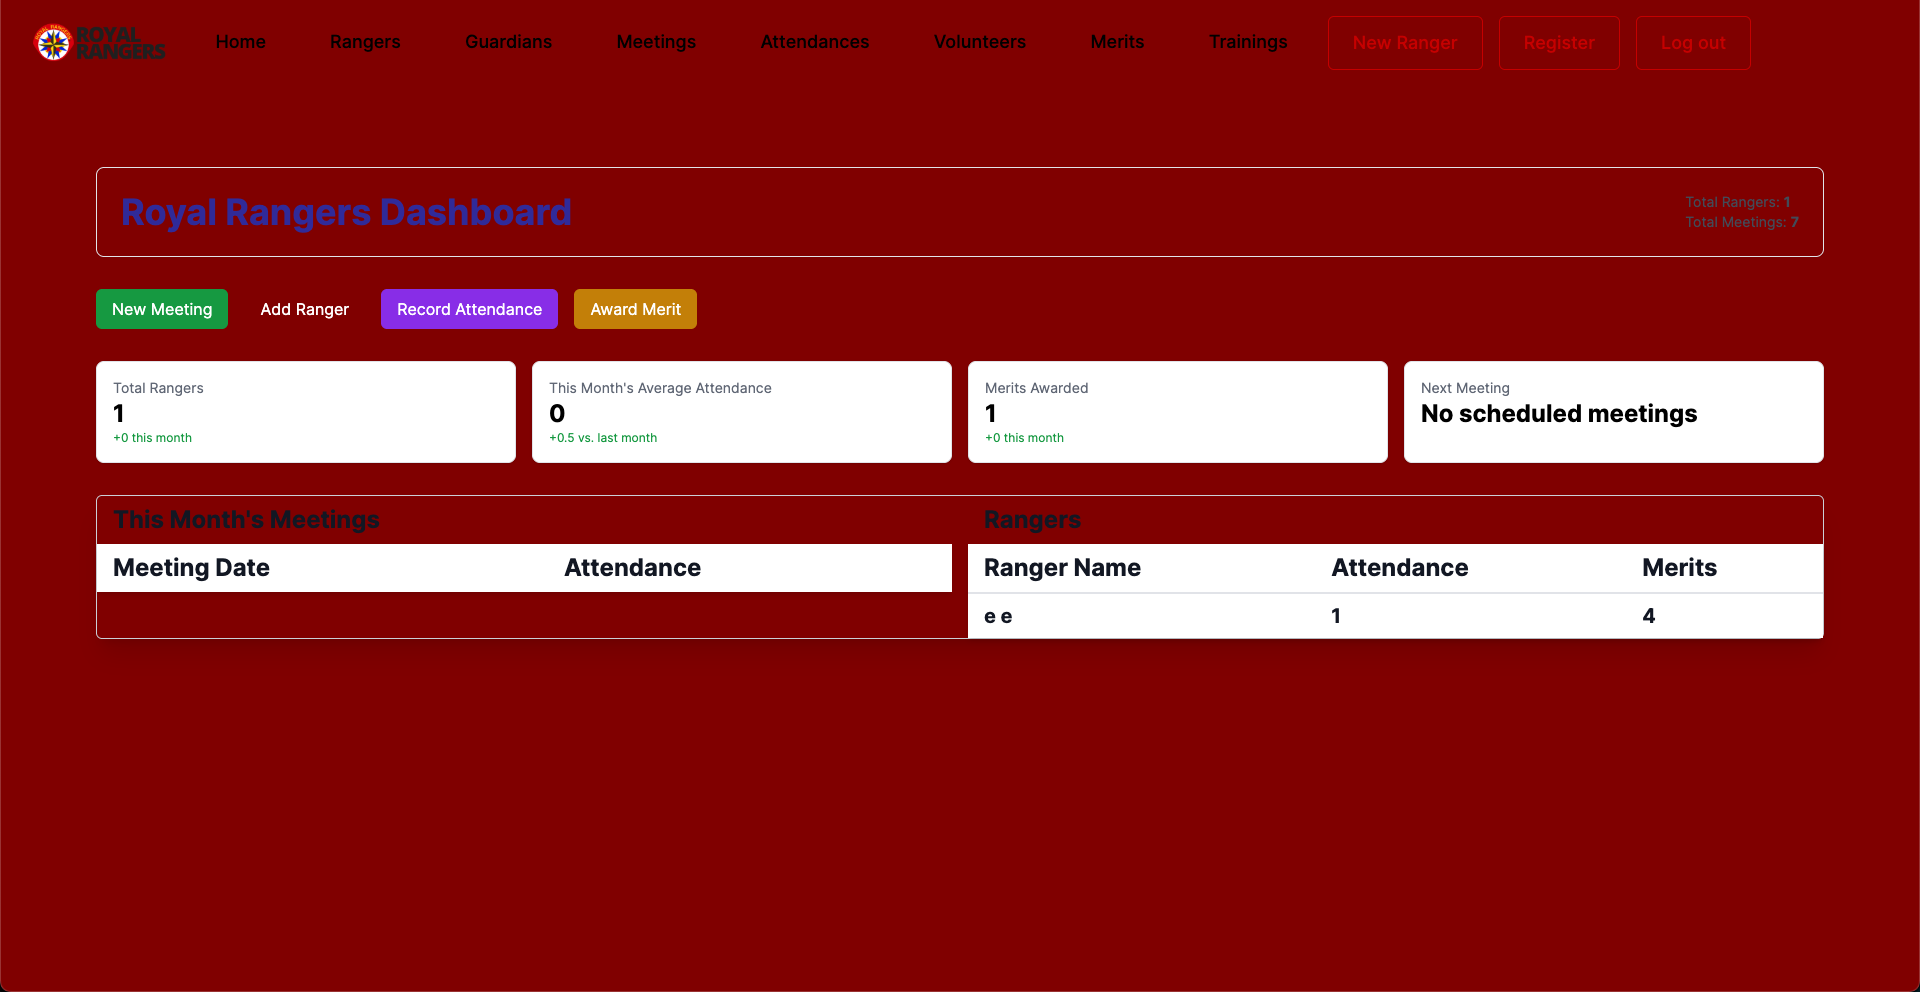 ROYAL RANGERS
ROYAL
RANGERS
Home Rangers Guardians Meetings Attendances Volunteers Merits Trainings New Ranger Register Log out
Royal Rangers Dashboard
Total Rangers: 1
Total Meetings: 7
New Meeting Add Ranger Record Attendance Award Merit
Total Rangers
1
+0 this month
This Month's Average Attendance
0
+0.5 vs. last month
Merits Awarded
1
+0 this month
Next Meeting
No scheduled meetings
This Month's Meetings
Meeting Date Attendance
Rangers
Ranger Name Attendance Merits
e e 1 4